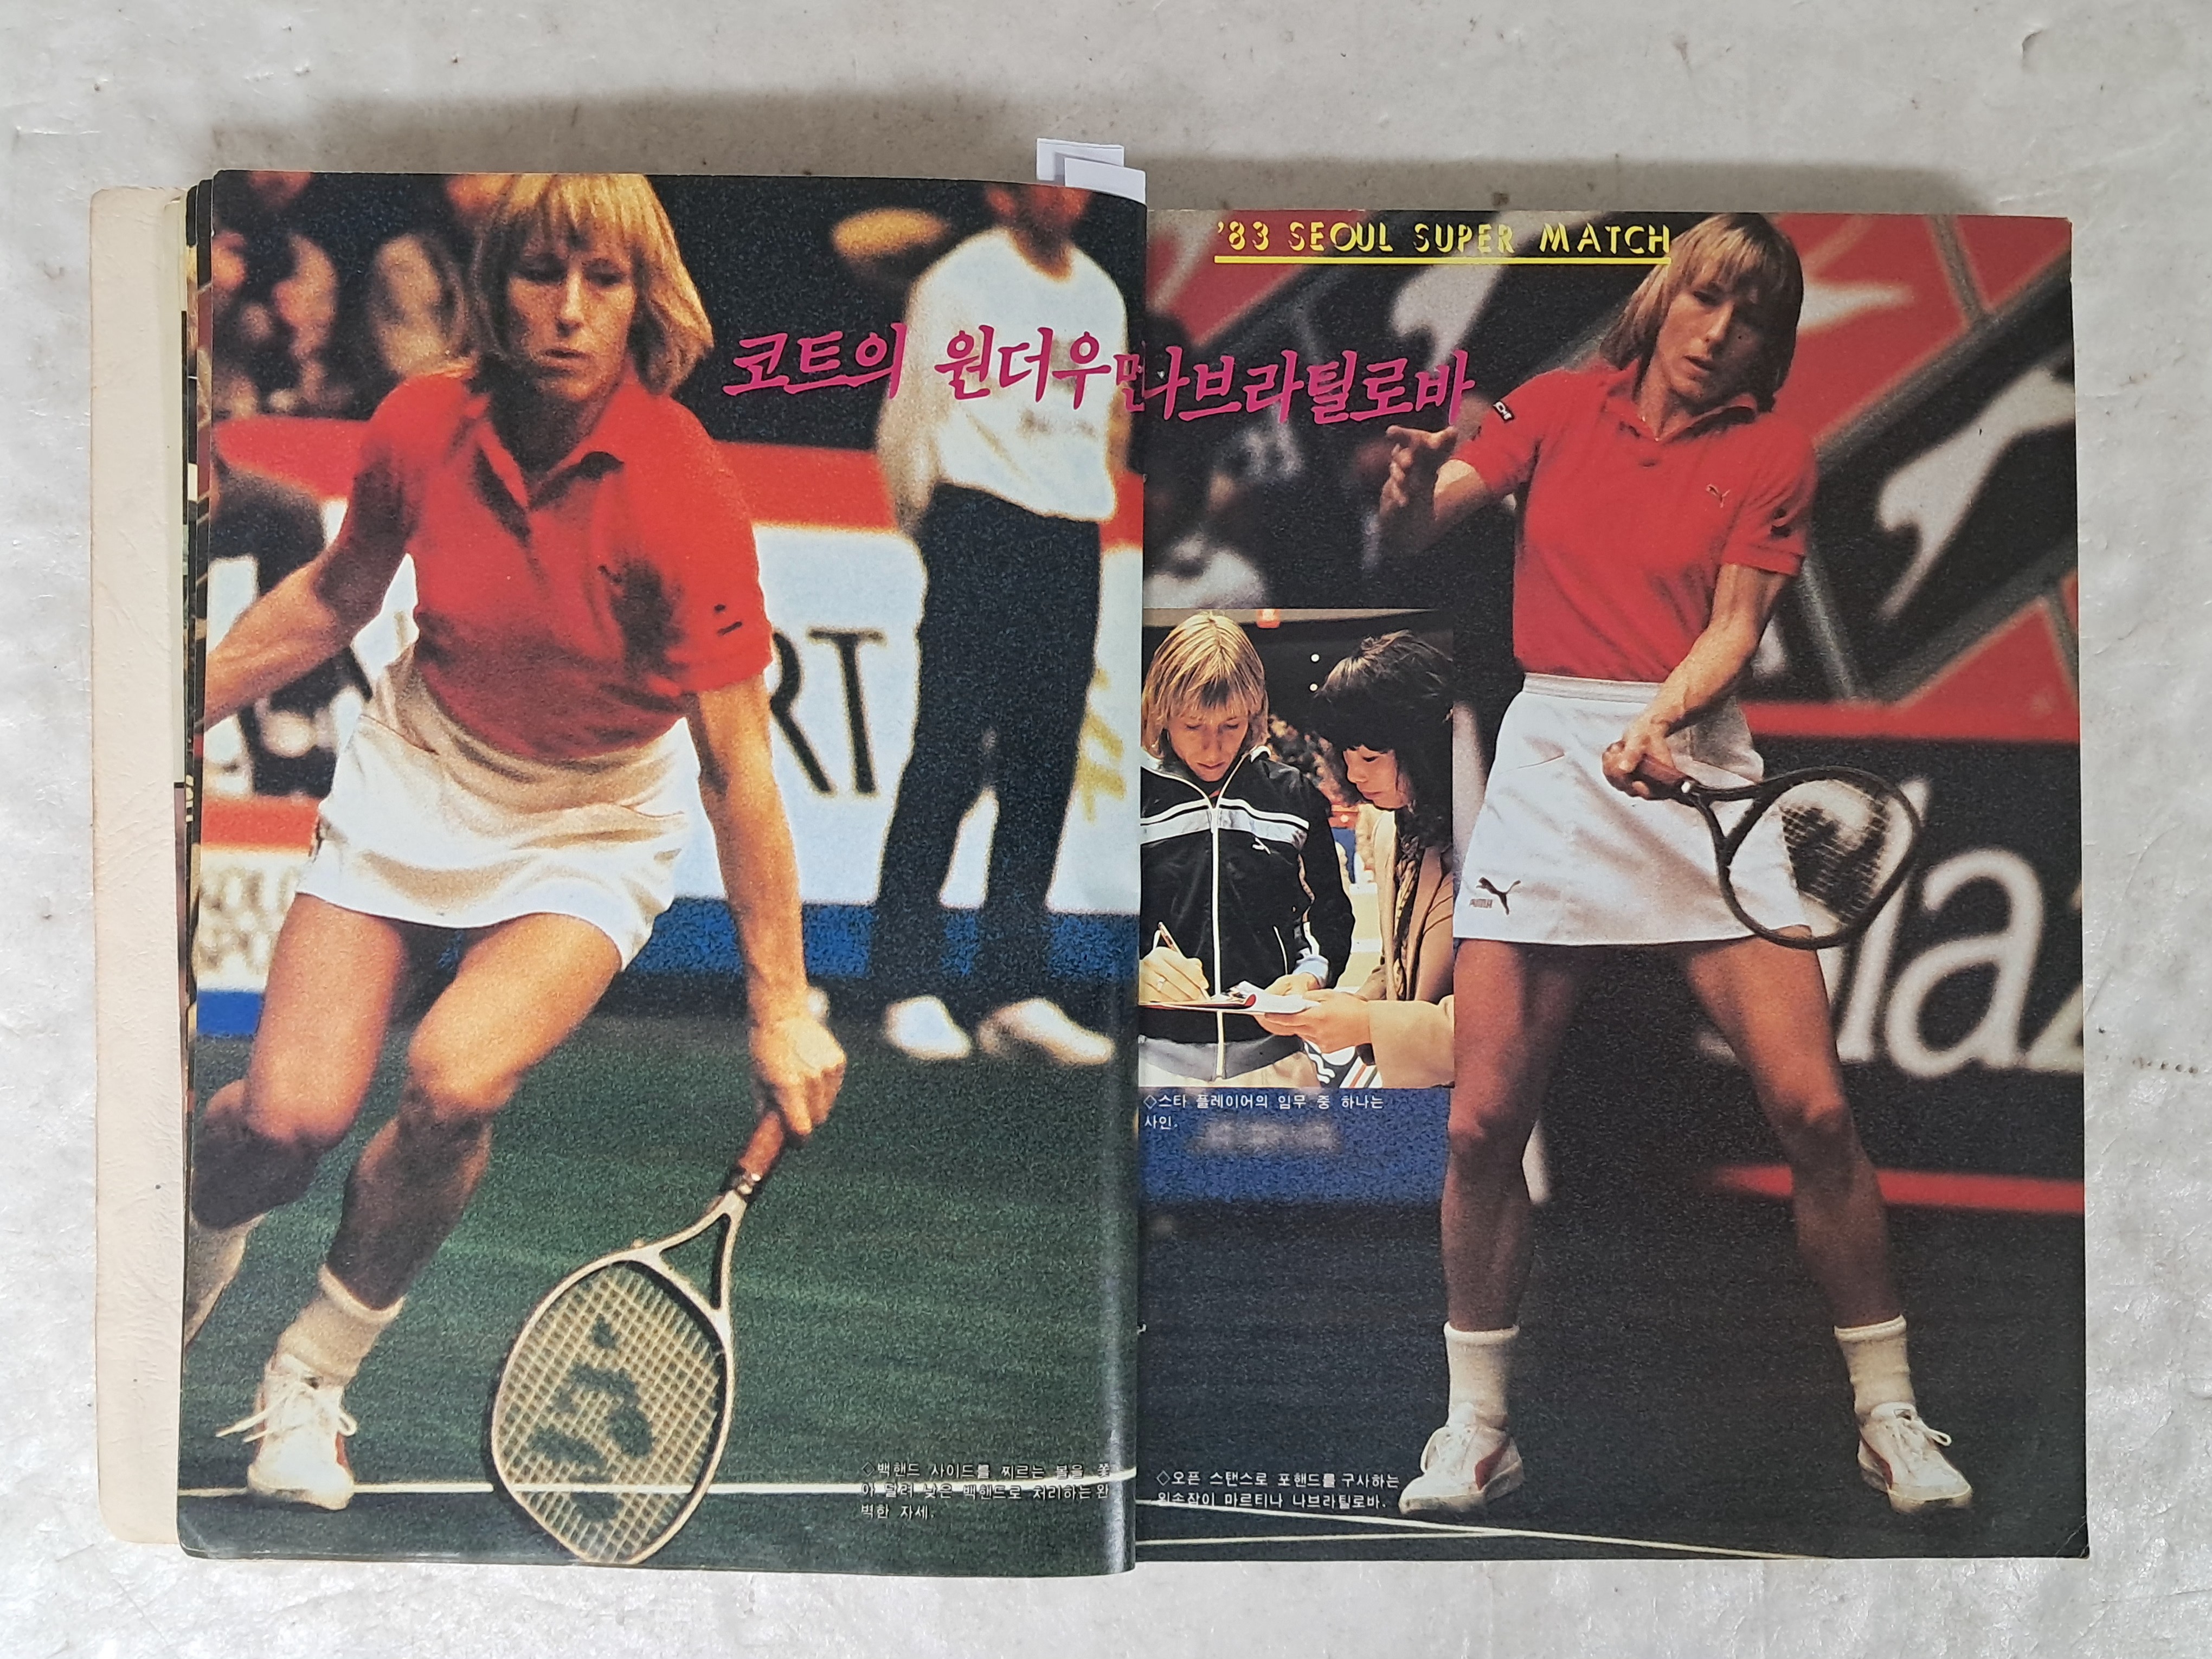 '83 SEOUL SUPER MATCH
코트의 원더우먼 나브라틸로바
RT
◇백핸드 사이드를 찌르는 볼을 쫓
아 달려 낮은 백핸드로 처리하는 완
벽한 자세.
◇스타 플레이어의 임무 중 하나는
사인.
PUMA
laz
◇오픈 스탠스로 포핸드를 구사하는
왼손잡이 마르티나 나브라틸로바.